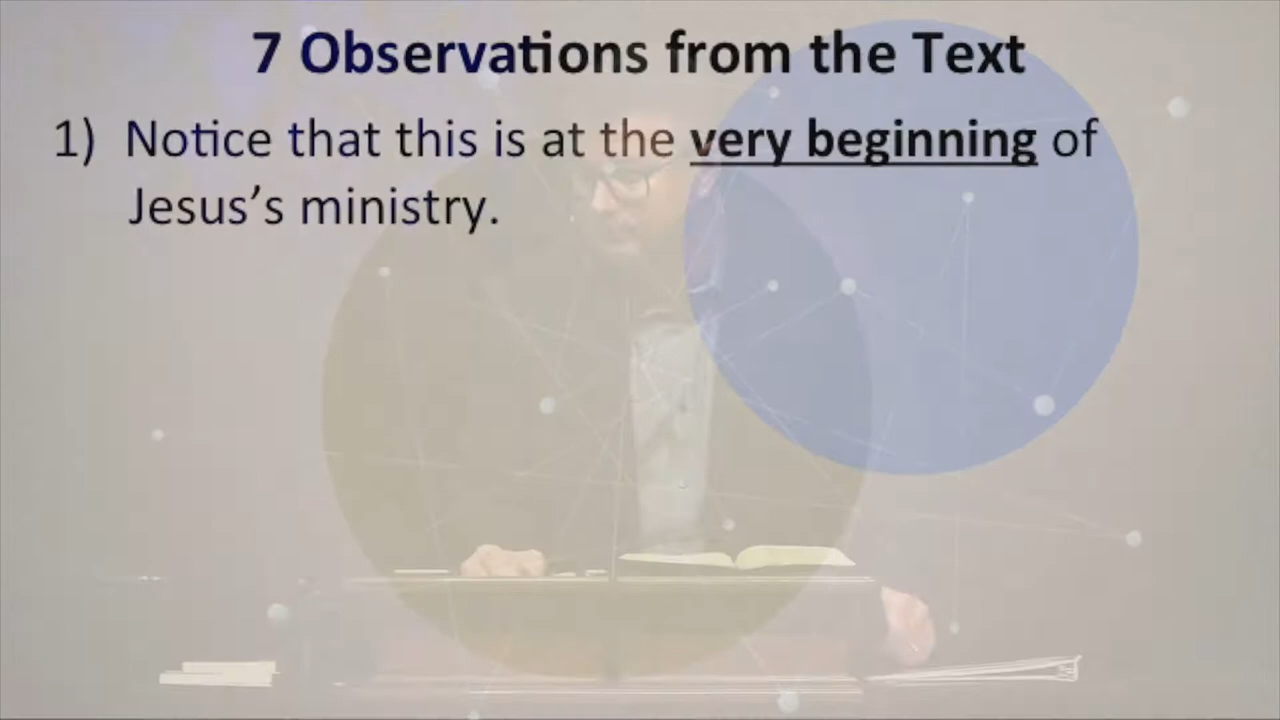 7 Observations from the Text
1) Notice that this is at the very beginning of
Jesus’s ministry.